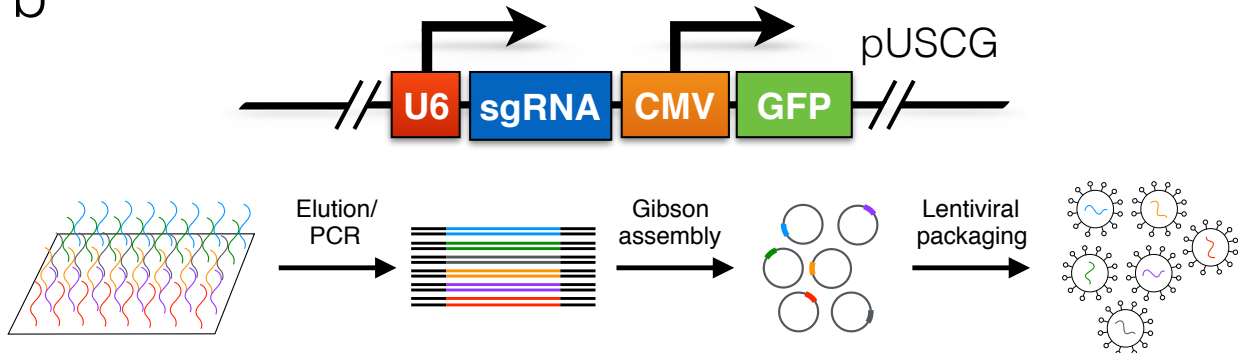 b
pUSCG
U6 sgRNA CMV GFP
Elution/
PCR
Gibson
assembly
Lentiviral
packaging